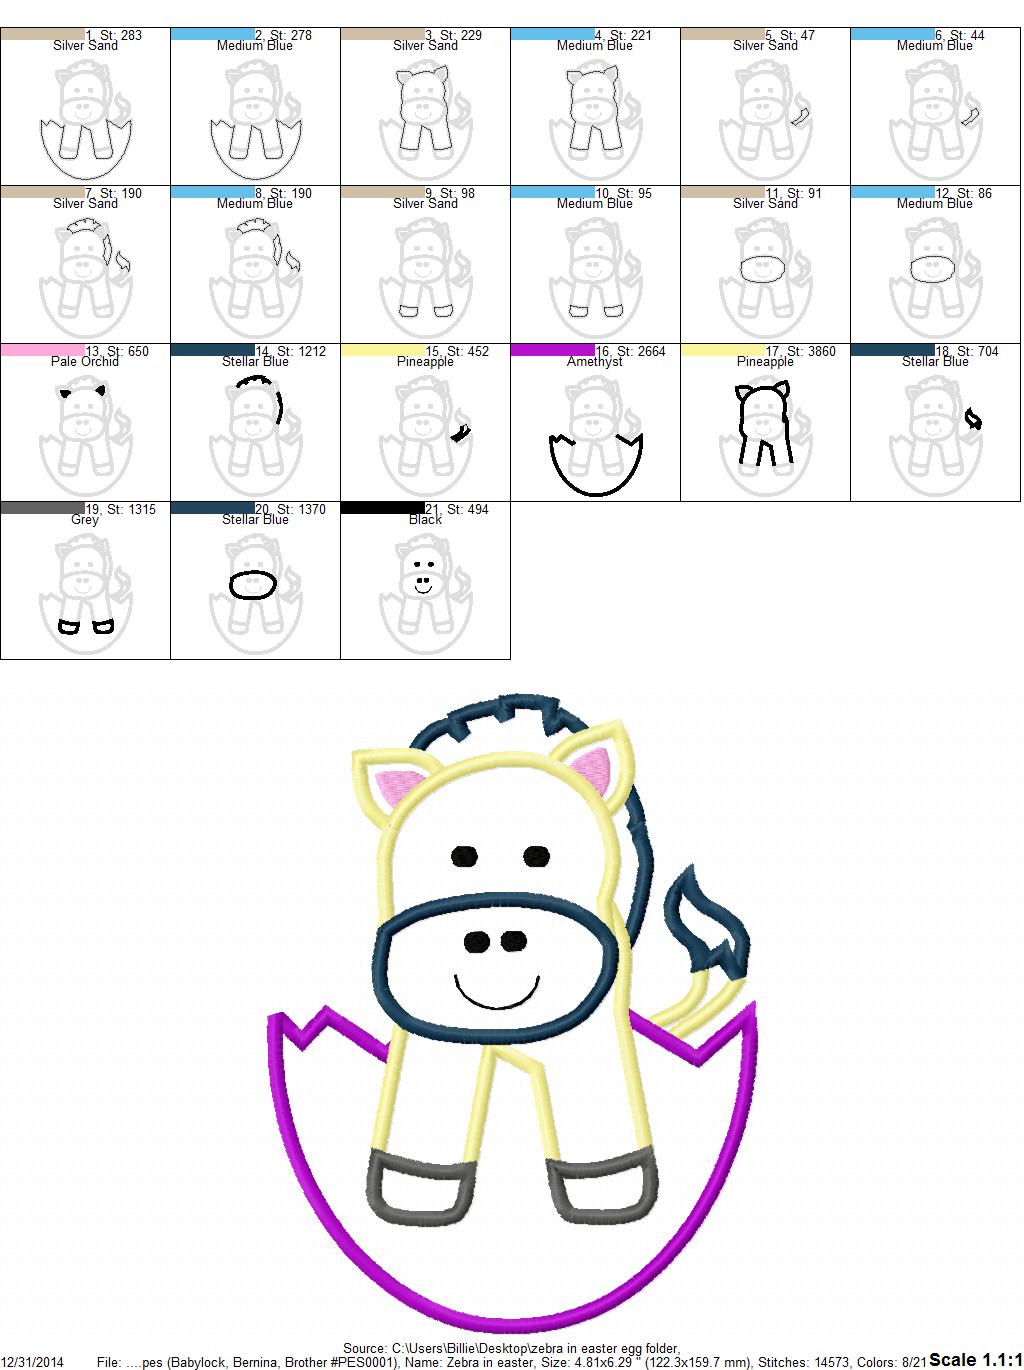 1, St: 283
Silver Sand
2, St: 278
Medium Blue
3, St: 229
Silver Sand
4, St: 221
Medium Blue
5, St: 47
Silver Sand
6, St: 44
Medium Blue
7, St: 190
Silver Sand
8, St: 190
Medium Blue
9, St: 98
Silver Sand
10, St: 95
Medium Blue
11, St: 91
Silver Sand
12, St: 86
Medium Blue
13, St: 650
Pale Orchid
14, St: 1212
Stellar Blue
15, St: 452
Pineapple
16, St: 2664
Amethyst
17, St: 3860
Pineapple
18, St: 704
Stellar Blue
19, St: 1315
Grey
20, St: 1370
Stellar Blue
21, St: 494
Black
Source: C:\Users\Billie\Desktop\zebra in easter egg folder,
12/31/2014 File: ....pes (Babylock, Bernina, Brother #PES0001), Name: Zebra in easter, Size: 4.81x6.29 " (122.3x159.7 mm), Stitches: 14573, Colors: 8/21 Scale 1.1:1